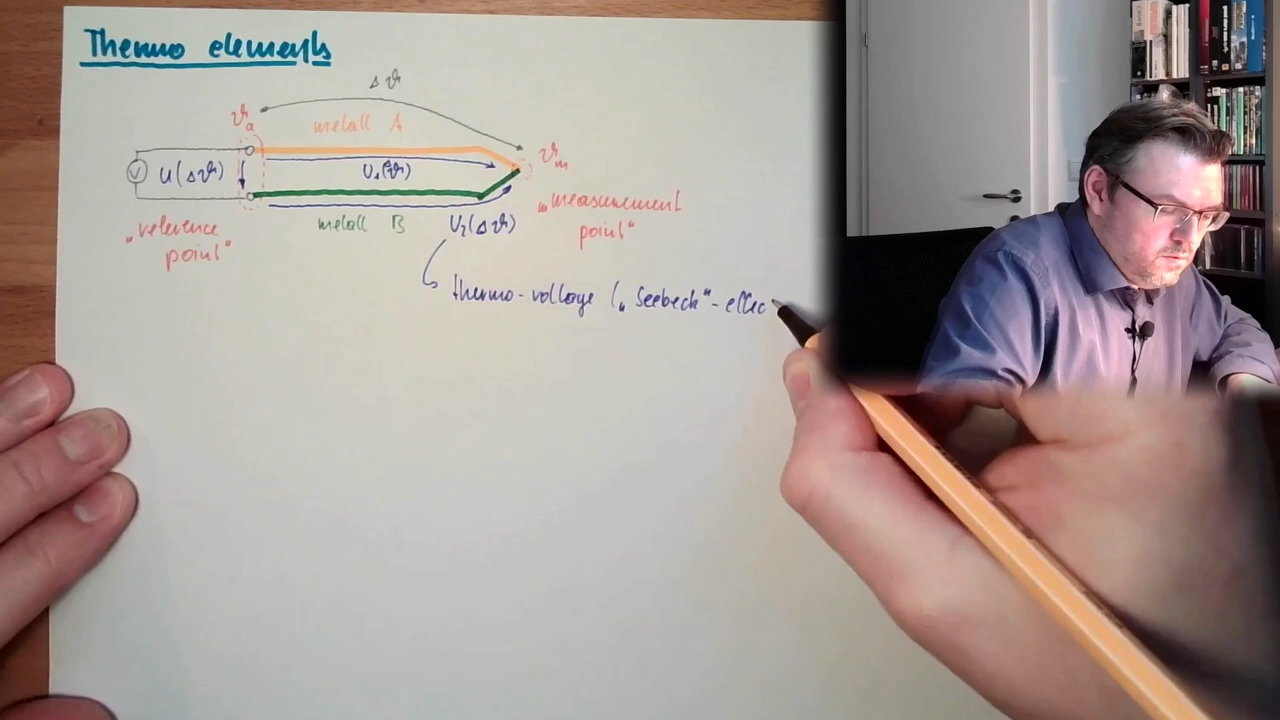 Thermo elements
Δϑ
ϑa
metall A
ϑm
V
U(Δϑ)
U₁(ϑ)
„measurement
point“
„reference
point“
metall B
U₂(Δϑ)
thermo-voltage („Seebeck“-effec